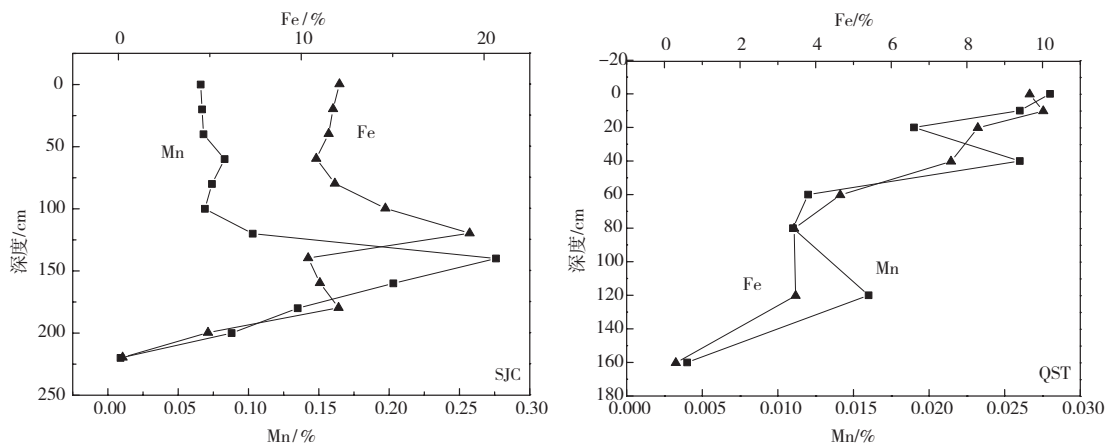 Fe/%
0 5 10 15 20
0
50
100
150
200
250
深度/cm
Mn
Fe
SJC
0.00 0.05 0.10 0.15 0.20 0.25 0.30
Mn/%
Fe/%
0 2 4 6 8 10
-20
0
20
40
60
80
100
120
140
160
180
深度/cm
Fe
Mn
QST
0.000 0.005 0.010 0.015 0.020 0.025 0.030
Mn/%